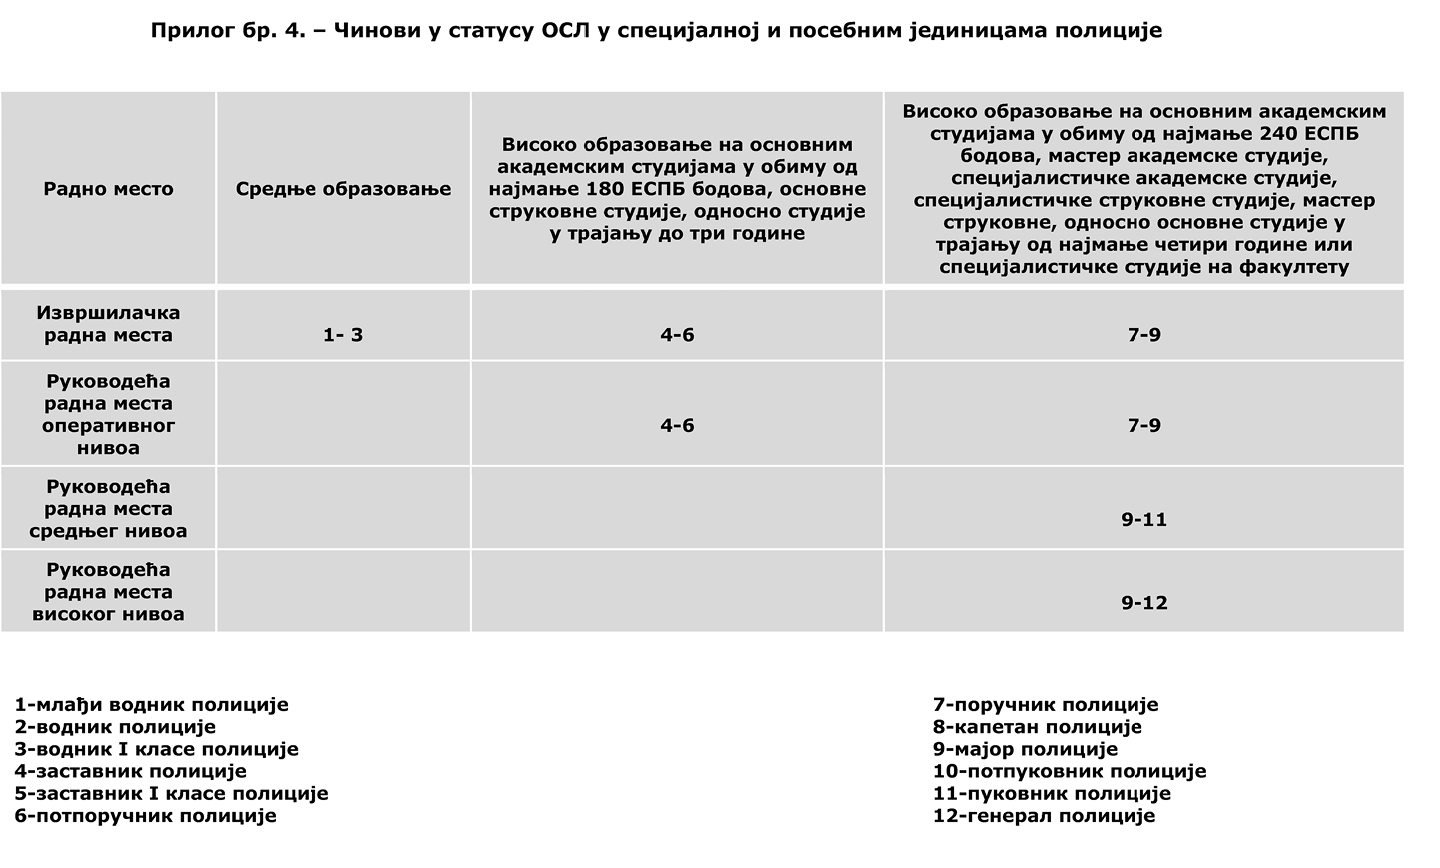 Прилог бр. 4. – Чинови у статусу ОСЛ у специјалној и посебним јединицама полиције
Радно место
Средње образовање
Високо образовање на основним
академским студијама у обиму од
најмање 180 ЕСПБ бодова, основне
струковне студије, односно студије
у трајању до три године
Високо образовање на основним академским
студијама у обиму од најмање 240 ЕСПБ
бодова, мастер академске студије,
специјалистичке академске студије,
специјалистичке струковне студије, мастер
струковне, односно основне студије у
трајању од најмање четири године или
специјалистичке студије на факултету
Извршилачка
радна места
1- 3
4-6
7-9
Руководећа
радна места
оперативног
нивоа
4-6
7-9
Руководећа
радна места
средњег нивоа
9-11
Руководећа
радна места
високог нивоа
9-12
1-млађи водник полиције
2-водник полиције
3-водник I класе полиције
4-заставник полиције
5-заставник I класе полиције
6-потпоручник полиције
7-поручник полиције
8-капетан полиције
9-мајор полиције
10-потпуковник полиције
11-пуковник полиције
12-генерал полиције